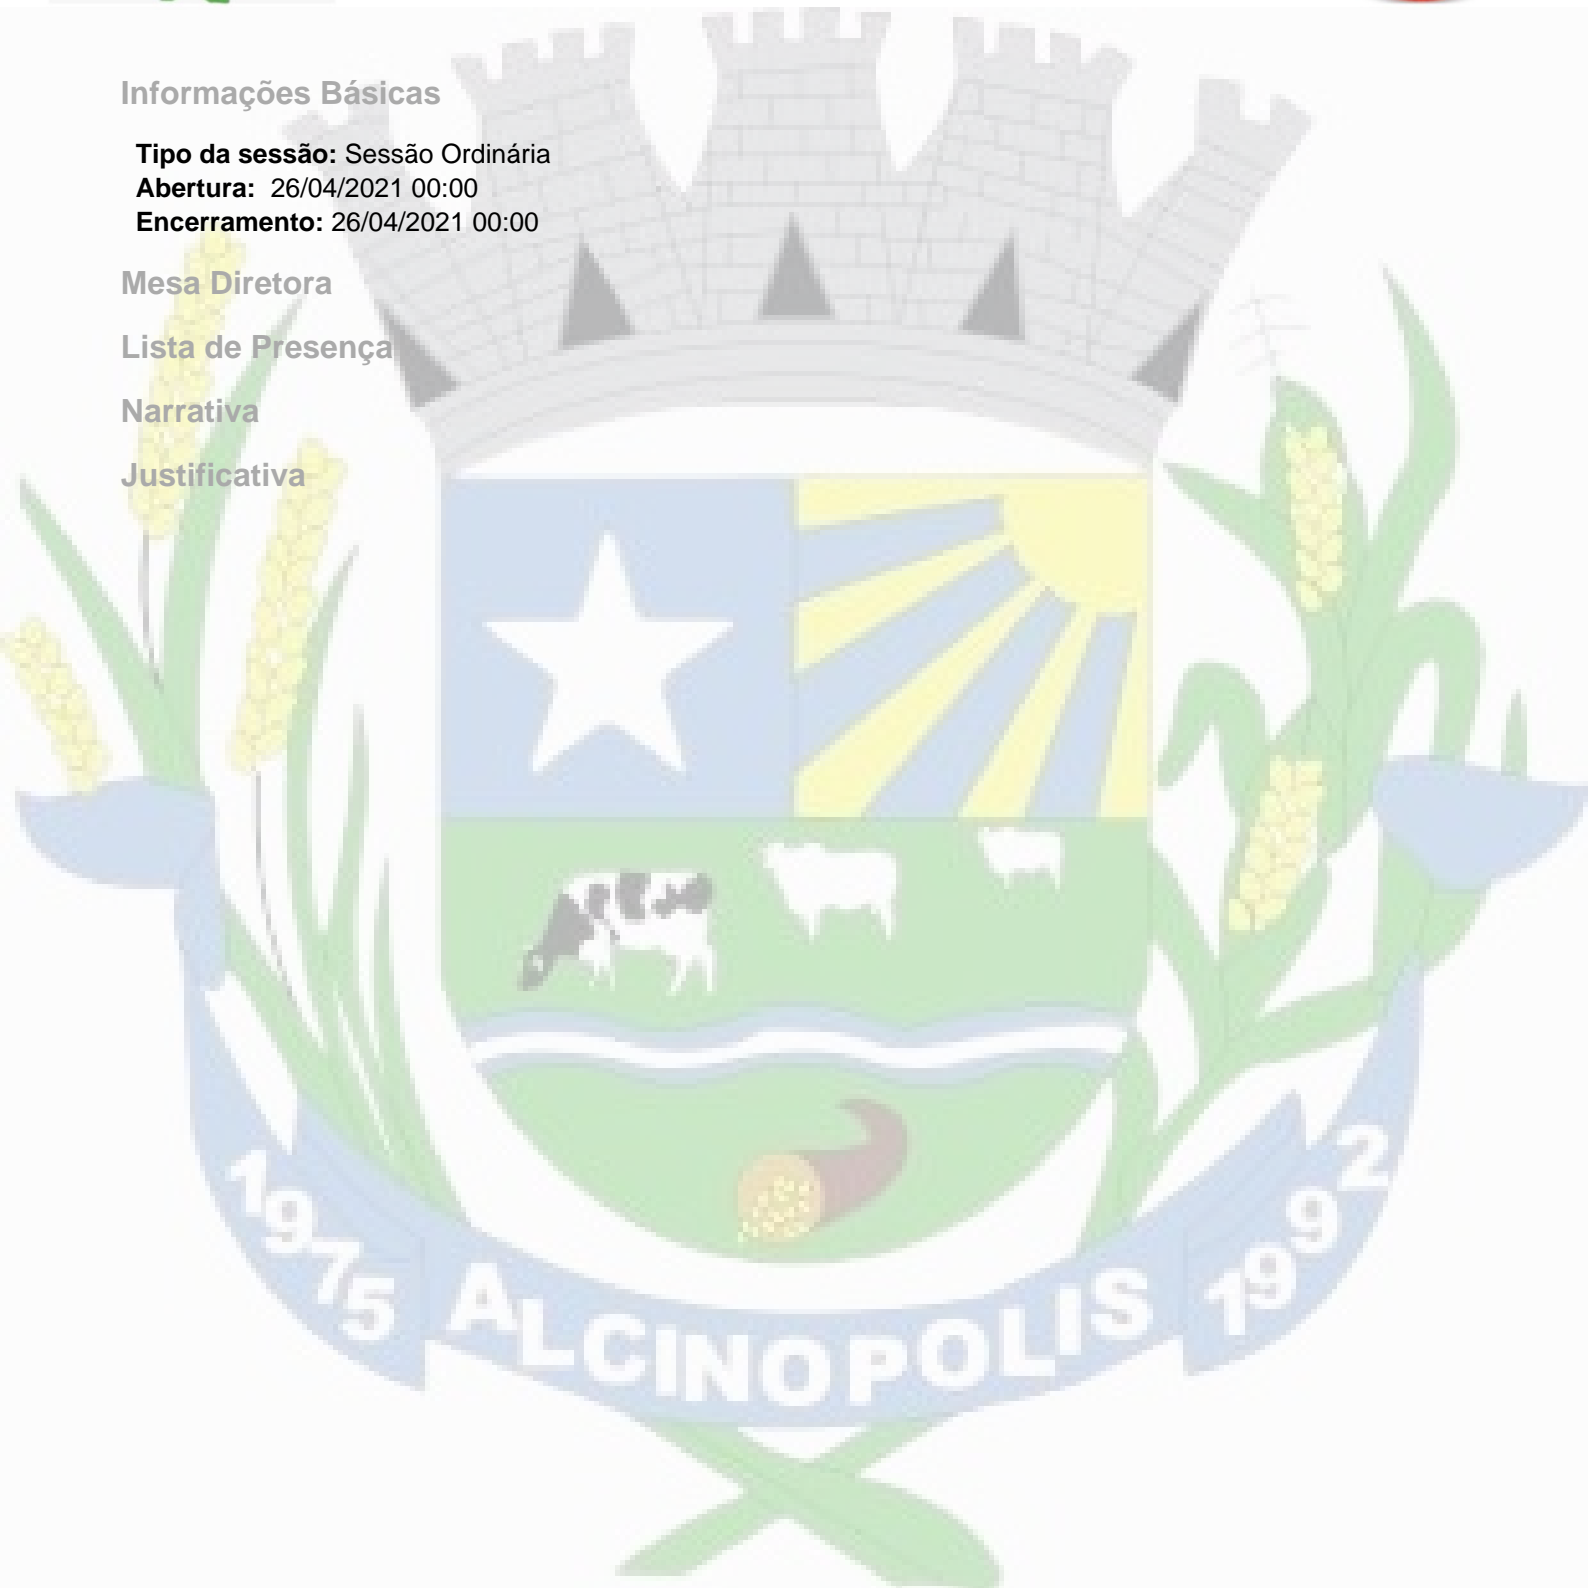 Informações Básicas
Tipo da sessão: Sessão Ordinária
Abertura: 26/04/2021 00:00
Encerramento: 26/04/2021 00:00
Mesa Diretora
Lista de Presença
Narrativa
Justificativa
1975 ALCINOPOLIS 1992